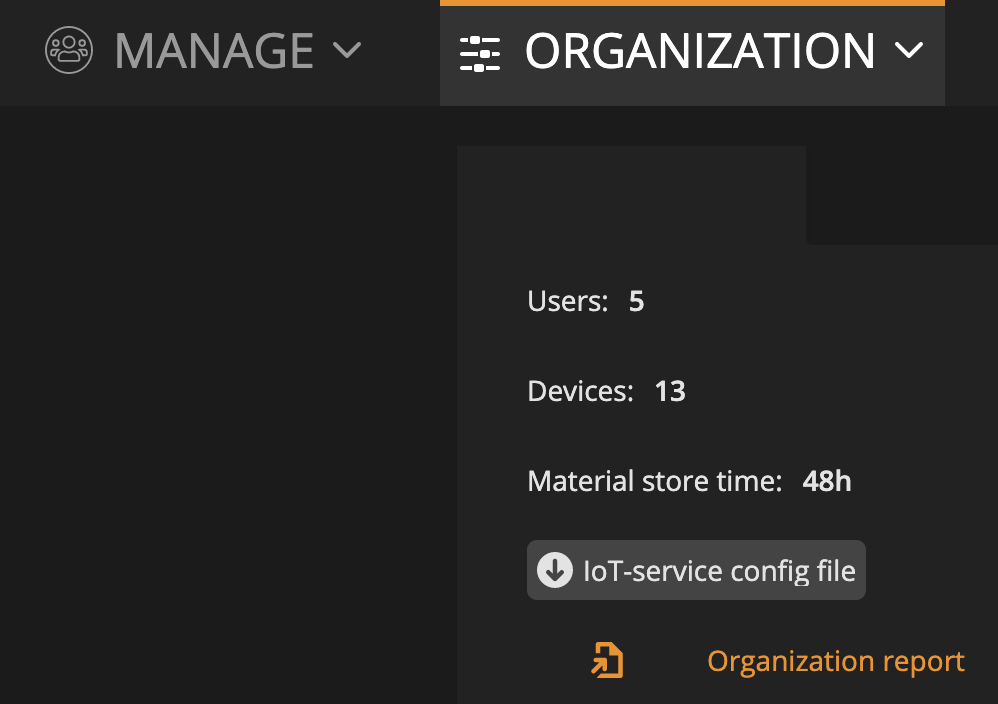 MANAGE
ORGANIZATION
Users: 5
Devices: 13
Material store time: 48h
IoT-service config file
Organization report